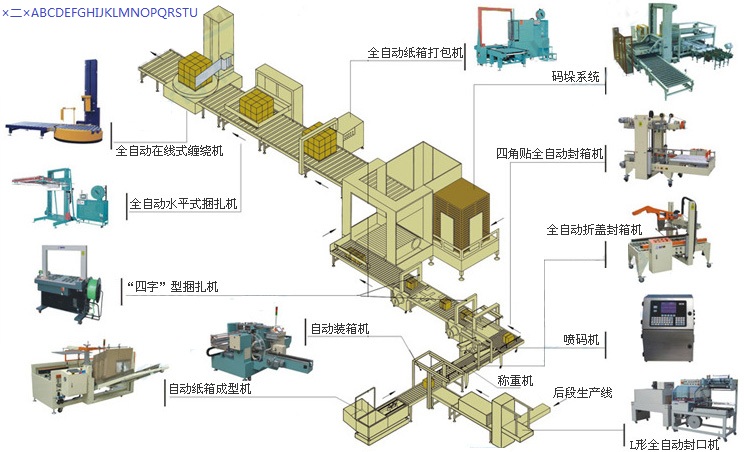 ×二×ABCDEFGHIJKLMNOPQRSTU
全自动纸箱打包机
码垛系统
全自动在线式缠绕机
四角贴全自动封箱机
全自动水平式捆扎机
全自动折盖封箱机
“四字”型捆扎机
自动装箱机
喷码机
称重机
自动纸箱成型机
后段生产线
L形全自动封口机